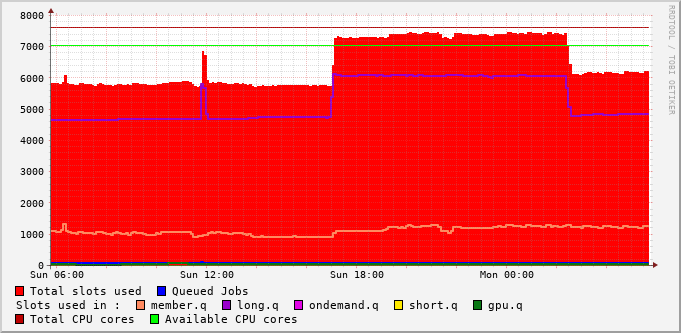 8000
7000
6000
5000
4000
3000
2000
1000
0
Sun 06:00 Sun 12:00 Sun 18:00 Mon 00:00
Total slots used Queued Jobs
Slots used in : member.q long.q ondemand.q short.q gpu.q
Total CPU cores Available CPU cores
RRDTOOL / TOBI OETIKER